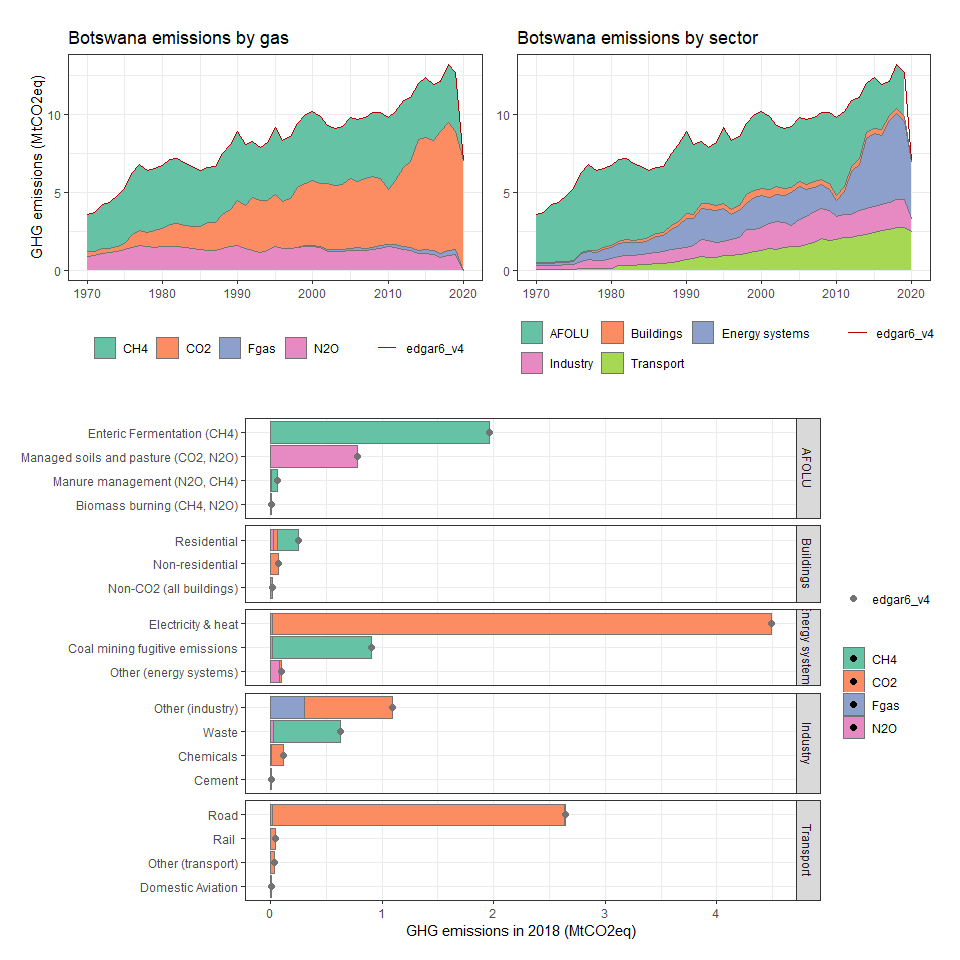 Botswana emissions by gas
Botswana emissions by sector
GHG emissions (MtCO2eq)
10
5
0
1970 1980 1990 2000 2010 2020
10
5
0
1970 1980 1990 2000 2010 2020
CH4 CO2 Fgas N2O edgar6_v4
AFOLU Buildings Energy systems edgar6_v4
Industry Transport
Enteric Fermentation (CH4)
Managed soils and pasture (CO2, N2O)
Manure management (N2O, CH4)
Biomass burning (CH4, N2O)
AFOLU
Residential
Non-residential
Non-CO2 (all buildings)
Buildings
Electricity & heat
Coal mining fugitive emissions
Other (energy systems)
Energy system
Other (industry)
Waste
Chemicals
Cement
Industry
Road
Rail
Other (transport)
Domestic Aviation
Transport
0 1 2 3 4
GHG emissions in 2018 (MtCO2eq)
edgar6_v4
CH4
CO2
Fgas
N2O